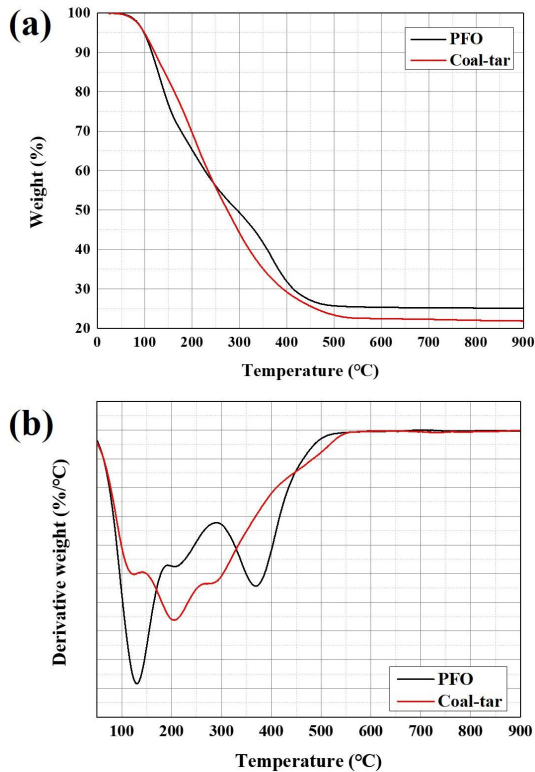 (a)
100
90
80
70
60
50
40
30
20
Weight (%)
PFO
Coal-tar
0 100 200 300 400 500 600 700 800 900
Temperature (°C)
(b)
Derivative weight (%/°C)
PFO
Coal-tar
100 200 300 400 500 600 700 800 900
Temperature (°C)